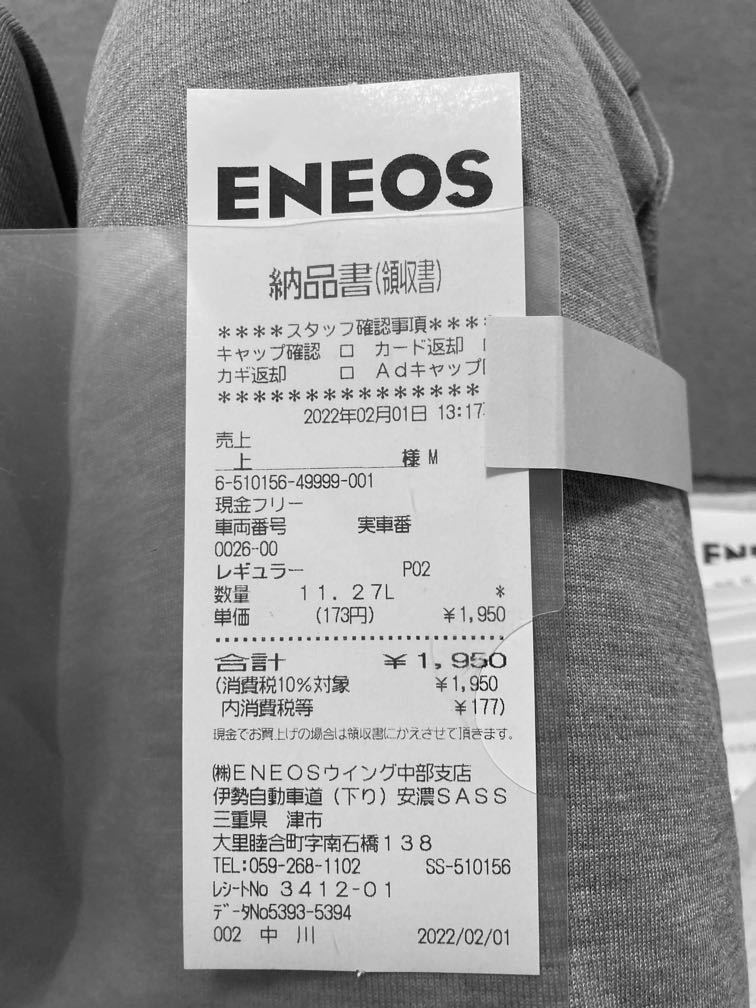 ENEOS
納品書(領収書)
****スタッフ確認事項****
キャップ確認 □ カード返却
カギ返却 □ Adキャップ
****************
2022年02月01日 13:17
売上
上 様 M
6-510156-49999-001
現金フリー
車両番号 実車番
0026-00
レギュラー P02
数量 11.27L *
単価 (173円) ¥1,950
合計 ¥1,950
(消費税10%対象 ¥1,950
内消費税等 ¥177)
現金でお買上げの場合は領収書にかえさせて頂きます。
㈱ENEOSウイング中部支店
伊勢自動車道(下り)安濃SASS
三重県 津市
大里睦合町字南石橋138
TEL:059-268-1102 SS-510156
レシートNo 3412-01
データNo5393-5394
002 中 川 2022/02/01